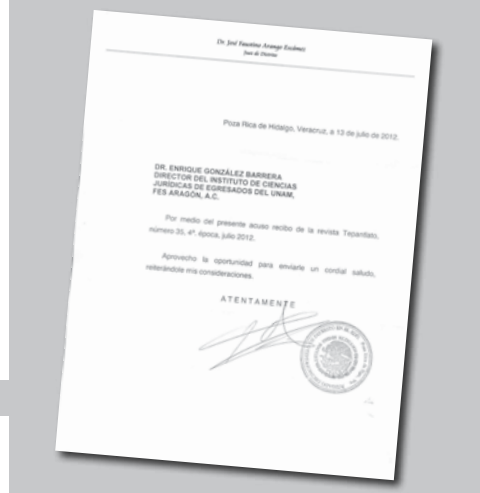 Dr. José Faustino Arango Escámez
Juez de Distrito
Poza Rica de Hidalgo, Veracruz, a 13 de julio de 2012.
DR. ENRIQUE GONZÁLEZ BARRERA
DIRECTOR DEL INSTITUTO DE CIENCIAS
JURÍDICAS DE EGRESADOS DEL UNAM,
FES ARAGÓN, A.C.
Por medio del presente acuso recibo de la revista Tepantlato,
número 35, 4ª. época, julio 2012.
Aprovecho la oportunidad para enviarle un cordial saludo,
reiterándole mis consideraciones.
ATENTAMENTE